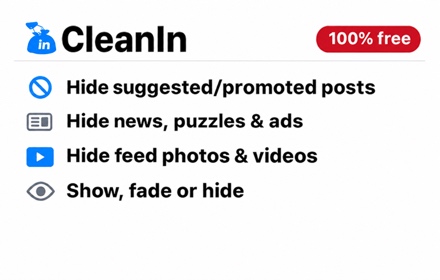 in CleanIn
100% free
Hide suggested/promoted posts
Hide news, puzzles & ads
Hide feed photos & videos
Show, fade or hide